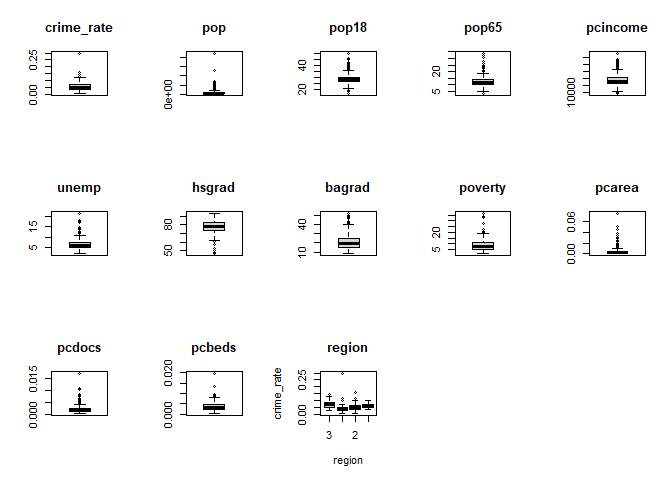 crime_rate pop pop18 pop65 pcincome
0.00 0.25 0e+00 20 40 5 20 10000
unemp hsgrad bagrad poverty pcarea
5 15 50 80 10 40 5 20 0.00 0.06
pcdocs pcbeds region
0.000 0.015 0.000 0.020 crime_rate 0.00 0.25
3 2
region